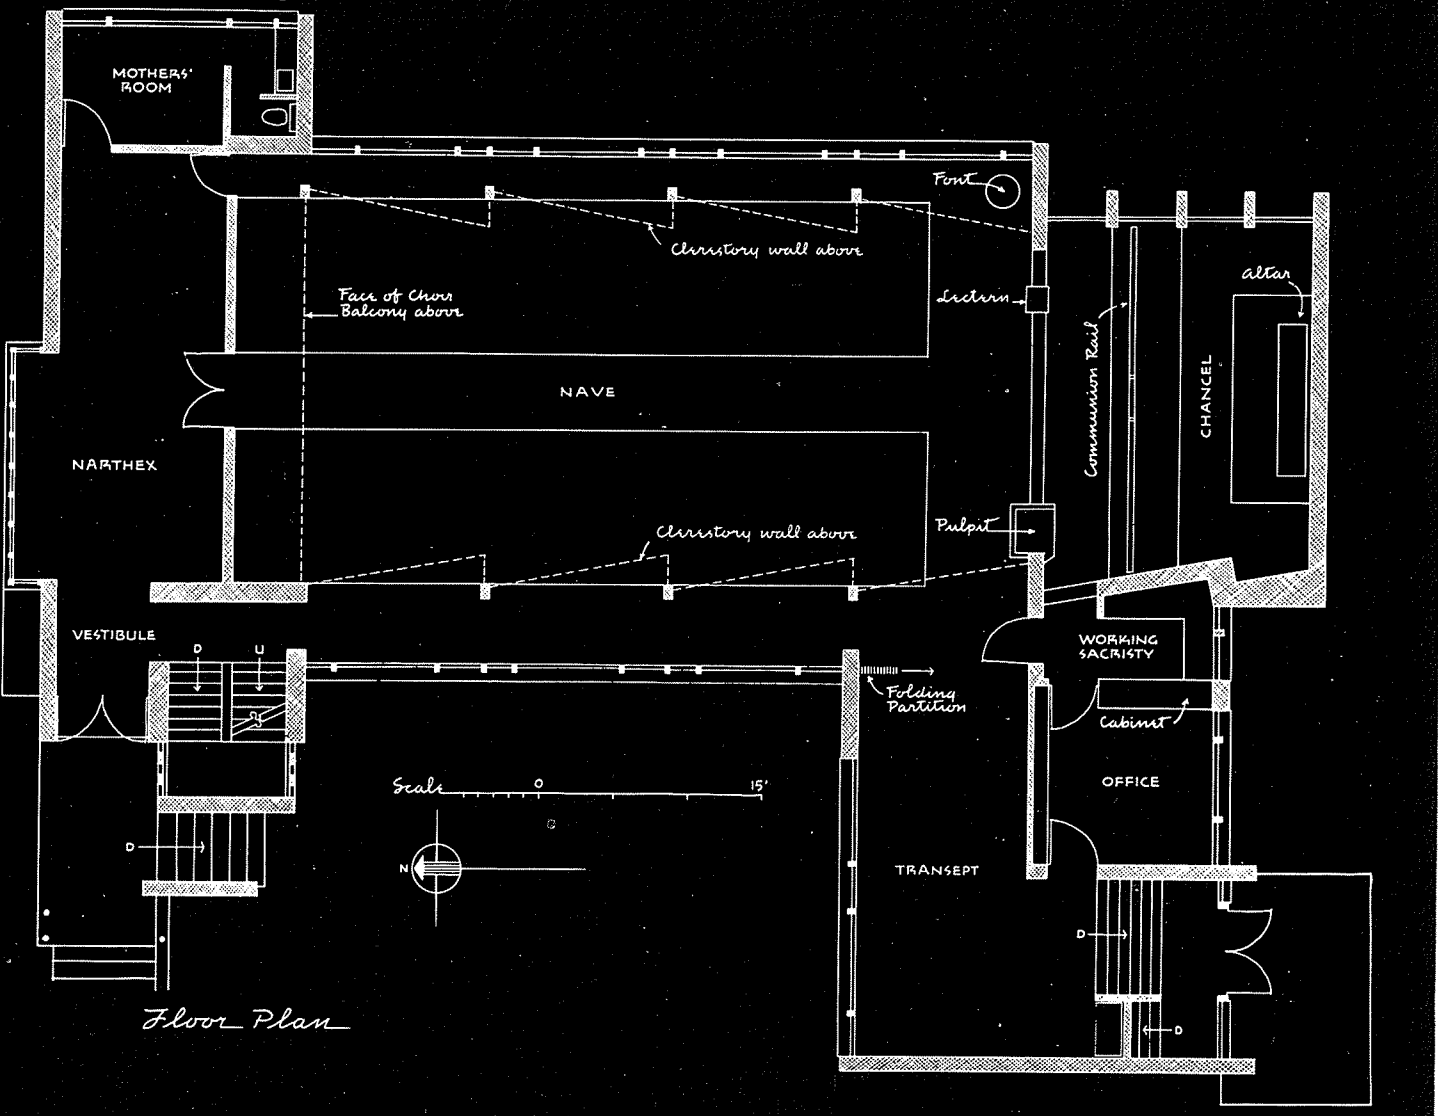 MOTHERS'
ROOM
Font
Clerestory wall above
Altar
Face of Choir
Balcony above
Lectern
Communion Rail
CHANCEL
NAVE
NARTHEX
Clerestory wall above
Pulpit
VESTIBULE
D
U
WORKING
SACRISTY
Folding
Partition
Cabinet
Scale
0
15'
OFFICE
D
N
TRANSEPT
D
D
Floor Plan